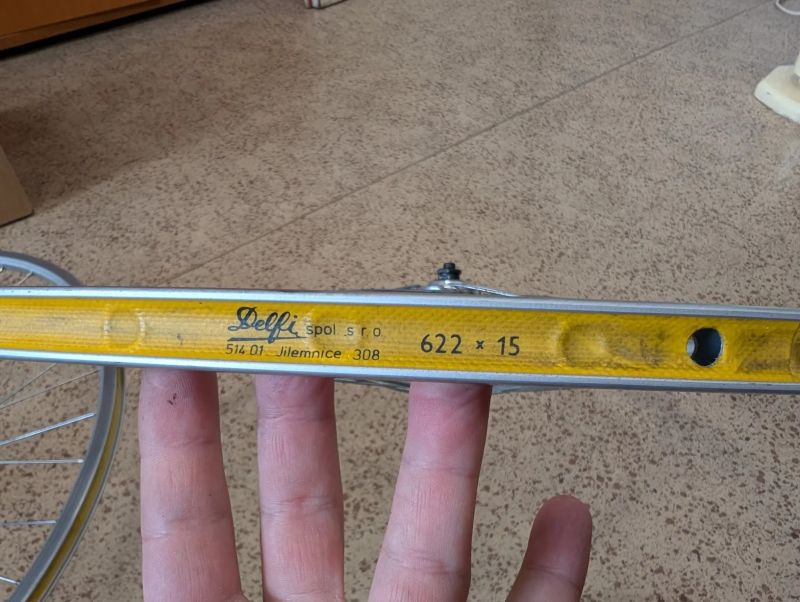 Delfi spol. s r. o.
514 01 Jilemnice 308
622 x 15